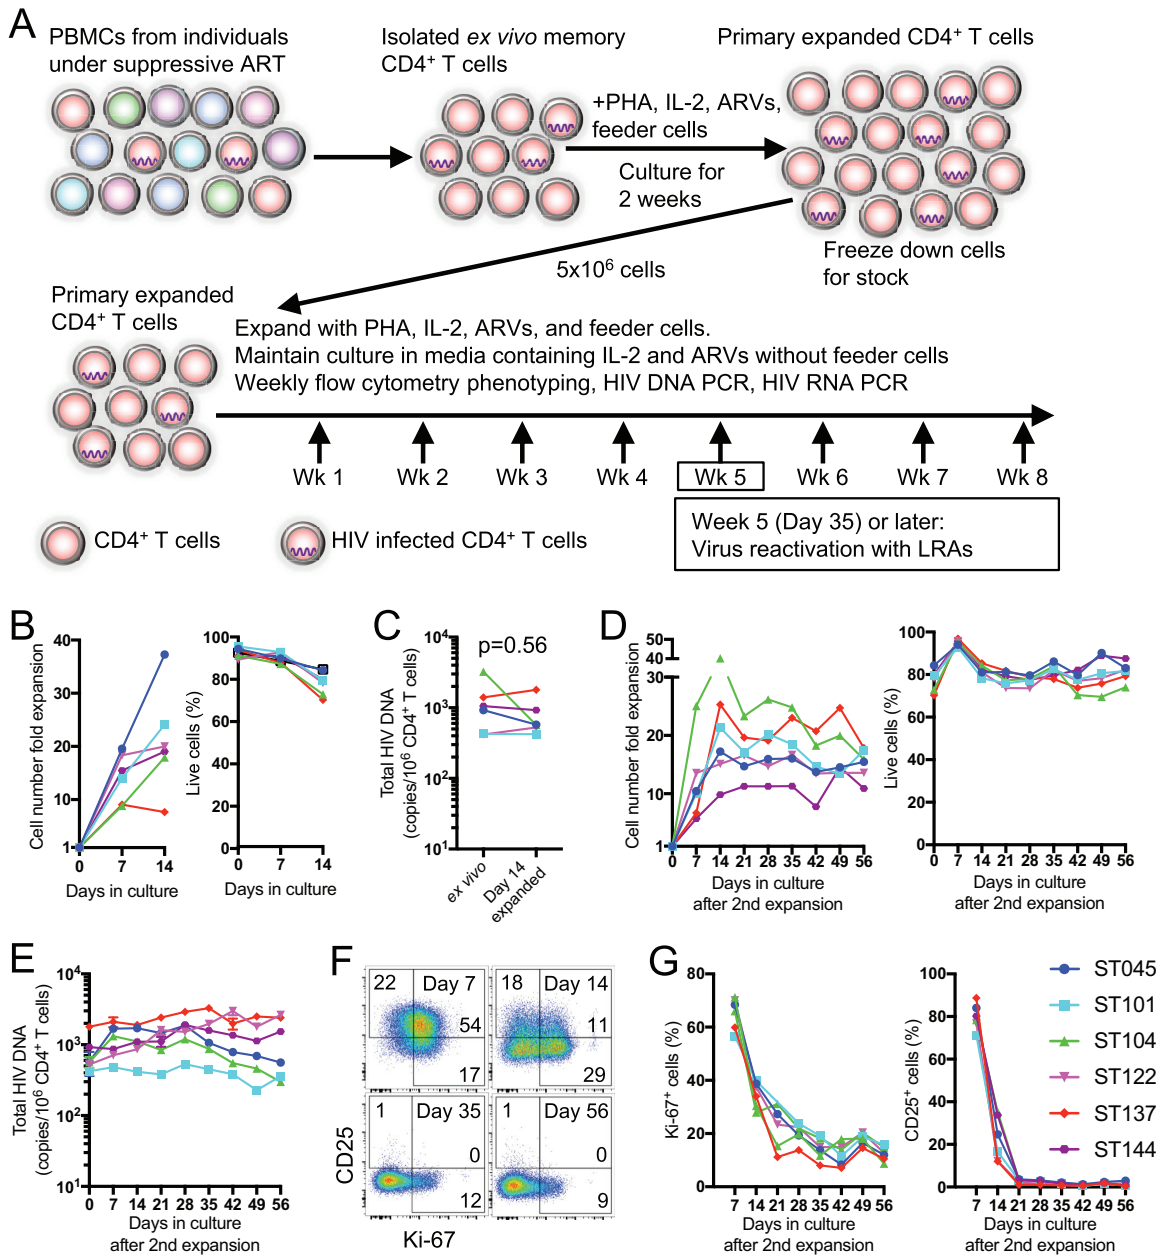 A
PBMCs from individuals
under suppressive ART
Isolated ex vivo memory
CD4⁺ T cells
Primary expanded CD4⁺ T cells
+PHA, IL-2, ARVs,
feeder cells
Culture for
2 weeks
Freeze down cells
for stock
5x10⁶ cells
Primary expanded
CD4⁺ T cells
Expand with PHA, IL-2, ARVs, and feeder cells.
Maintain culture in media containing IL-2 and ARVs without feeder cells
Weekly flow cytometry phenotyping, HIV DNA PCR, HIV RNA PCR
Wk 1 Wk 2 Wk 3 Wk 4 Wk 5 Wk 6 Wk 7 Wk 8
Week 5 (Day 35) or later:
Virus reactivation with LRAs
CD4⁺ T cells
HIV infected CD4⁺ T cells
B
Cell number fold expansion
40
30
20
10
1
0 7 14
Days in culture
Live cells (%)
100
80
60
40
20
0
0 7 14
Days in culture
C
p=0.56
Total HIV DNA
(copies/10⁶ CD4⁺ T cells)
10⁴
10³
10²
10¹
ex vivo
Day 14
expanded
D
Cell number fold expansion
50
40
30
20
10
1
0 7 14 21 28 35 42 49 56
Days in culture
after 2nd expansion
Live cells (%)
100
80
60
40
20
0
0 7 14 21 28 35 42 49 56
Days in culture
after 2nd expansion
E
Total HIV DNA
(copies/10⁶ CD4⁺ T cells)
10⁴
10³
10²
10¹
0 7 14 21 28 35 42 49 56
Days in culture
after 2nd expansion
F
22 Day 7
54
17
18 Day 14
11
29
1 Day 35
0
12
1 Day 56
0
9
CD25
Ki-67
G
Ki-67⁺ cells (%)
80
60
40
20
0
7 14 21 28 35 42 49 56
Days in culture
after 2nd expansion
CD25⁺ cells (%)
100
80
60
40
20
0
7 14 21 28 35 42 49 56
Days in culture
after 2nd expansion
ST045
ST101
ST104
ST122
ST137
ST144